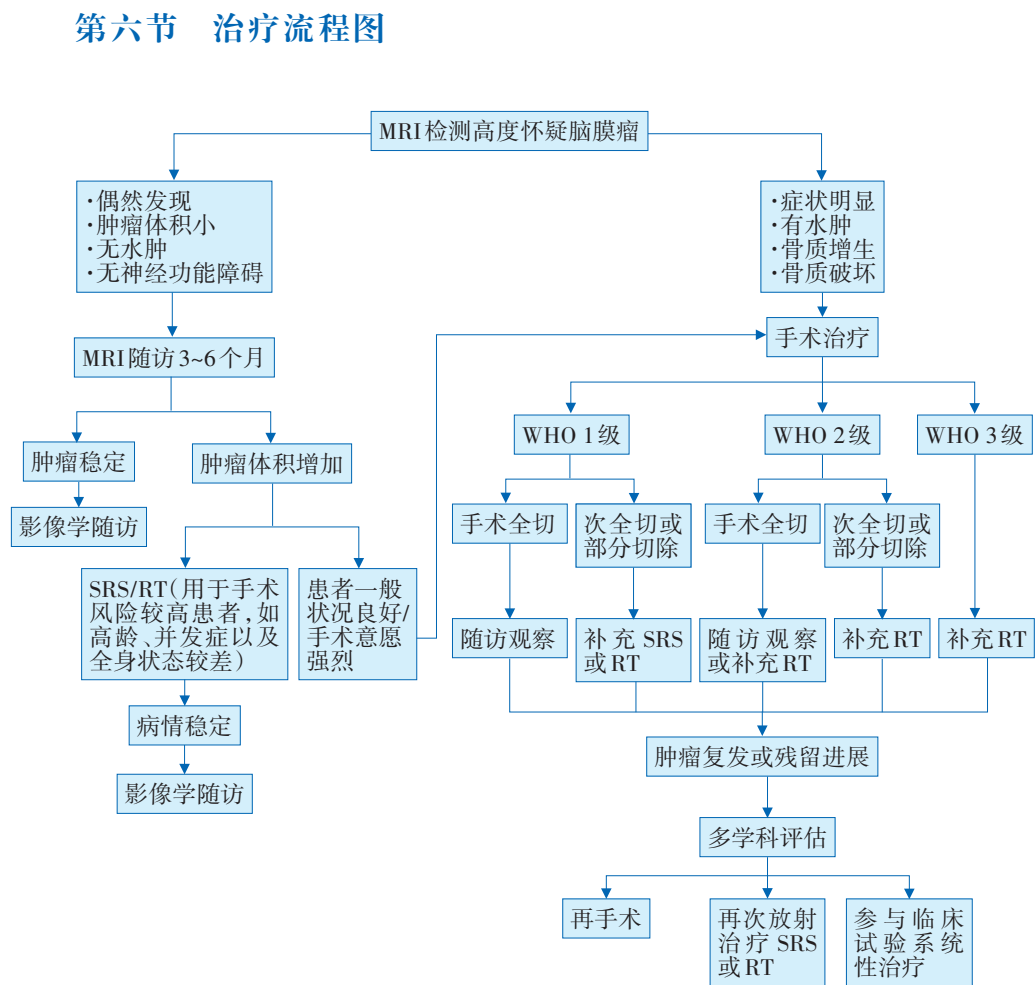 第六节 治疗流程图
MRI检测高度怀疑脑膜瘤
·偶然发现
·肿瘤体积小
·无水肿
·无神经功能障碍
·症状明显
·有水肿
·骨质增生
·骨质破坏
MRI随访3~6个月
手术治疗
肿瘤稳定
肿瘤体积增加
WHO 1级
WHO 2级
WHO 3级
影像学随访
手术全切
次全切或
部分切除
手术全切
次全切或
部分切除
SRS/RT(用于手术
风险较高患者,如
高龄、并发症以及
全身状态较差)
患者一般
状况良好/
手术意愿
强烈
随访观察
补充 SRS
或RT
随访观察
或补充RT
补充RT
补充RT
病情稳定
影像学随访
肿瘤复发或残留进展
多学科评估
再手术
再次放射
治疗 SRS
或RT
参与临床
试验系统
性治疗